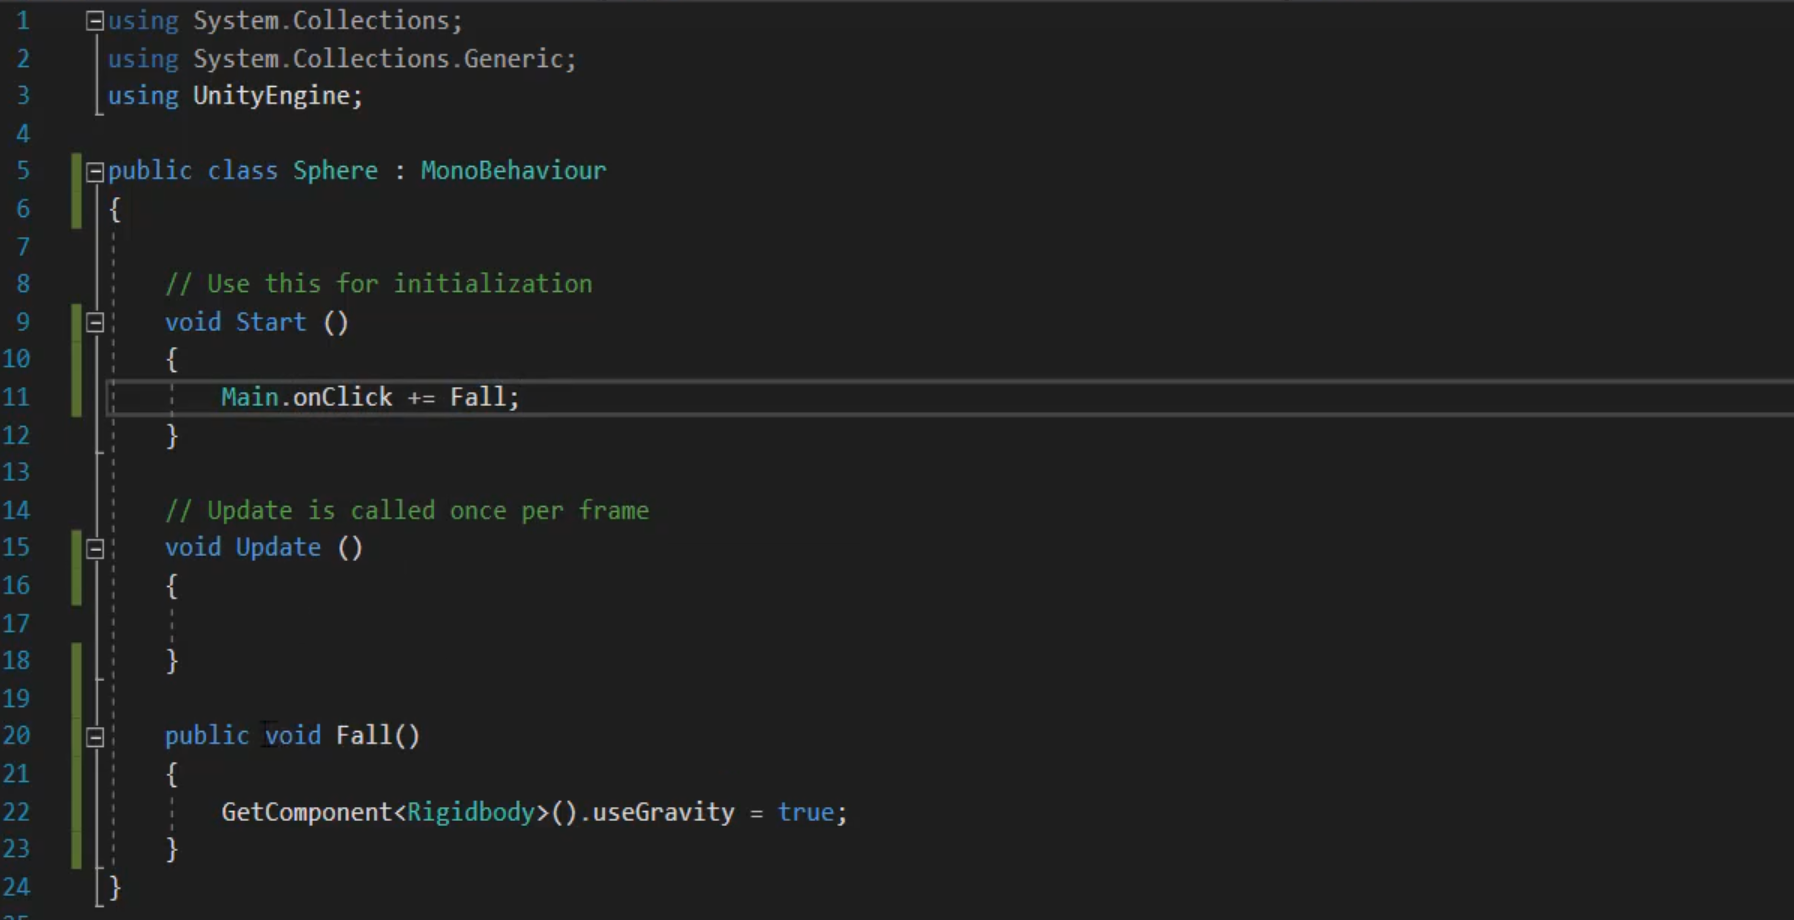 1 using System.Collections;
2 using System.Collections.Generic;
3 using UnityEngine;
4
5 public class Sphere : MonoBehaviour
6 {
7
8 // Use this for initialization
9 void Start ()
10 {
11 Main.onClick += Fall;
12 }
13
14 // Update is called once per frame
15 void Update ()
16 {
17
18 }
19
20 public void Fall()
21 {
22 GetComponent<Rigidbody>().useGravity = true;
23 }
24 }